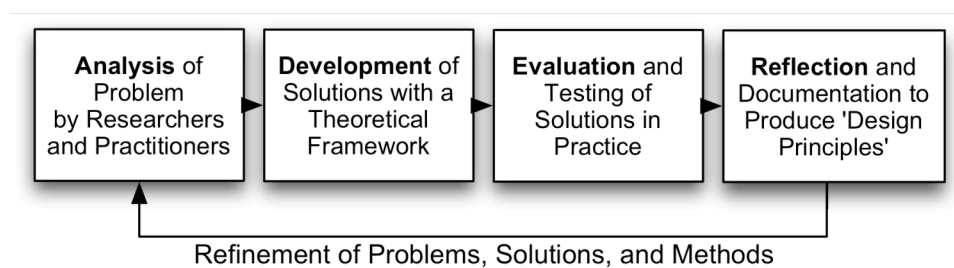 Analysis of
Problem
by Researchers
and Practitioners
Development of
Solutions with a
Theoretical
Framework
Evaluation and
Testing of
Solutions in
Practice
Reflection and
Documentation to
Produce 'Design
Principles'
Refinement of Problems, Solutions, and Methods